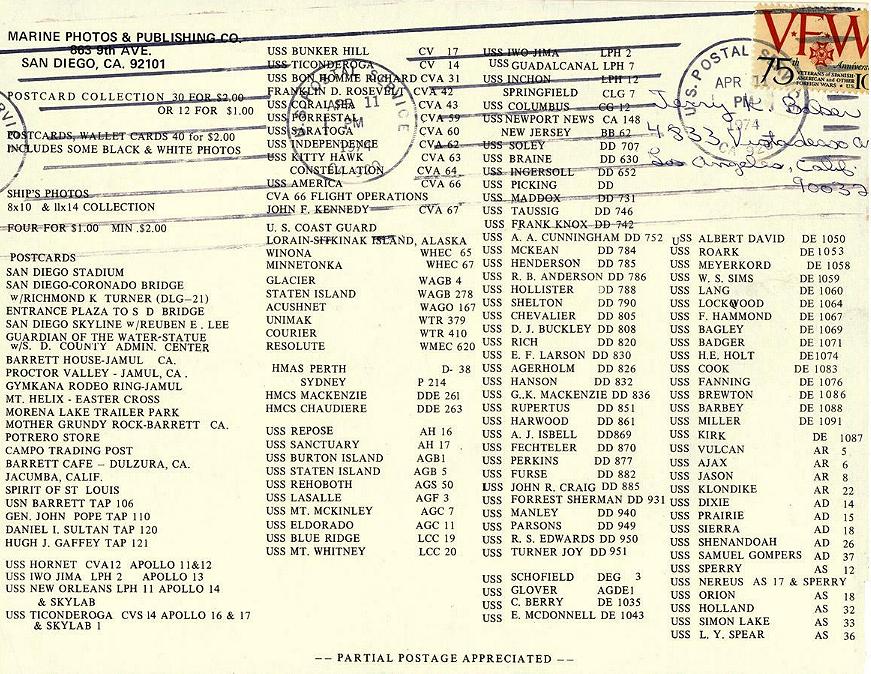 MARINE PHOTOS & PUBLISHING CO.
863 9th AVE.
SAN DIEGO, CA. 92101
POSTCARD COLLECTION 30 FOR $2.00
OR 12 FOR $1.00
POSTCARDS, WALLET CARDS 40 for $2.00
INCLUDES SOME BLACK & WHITE PHOTOS
SHIP'S PHOTOS
8x10 & 11x14 COLLECTION
FOUR FOR $1.00 MIN .$2.00
POSTCARDS
SAN DIEGO STADIUM
SAN DIEGO-CORONADO BRIDGE
w/RICHMOND K TURNER (DLG-21)
ENTRANCE PLAZA TO S D BRIDGE
SAN DIEGO SKYLINE w/REUBEN E . LEE
GUARDIAN OF THE WATER-STATUE
w/S. D. COUNTY ADMIN. CENTER
BARRETT HOUSE-JAMUL CA.
PROCTOR VALLEY - JAMUL, CA .
GYMKANA RODEO RING-JAMUL
MT. HELIX - EASTER CROSS
MORENA LAKE TRAILER PARK
MOTHER GRUNDY ROCK-BARRETT CA.
POTRERO STORE
CAMPO TRADING POST
BARRETT CAFE - DULZURA, CA.
JACUMBA, CALIF.
SPIRIT OF ST LOUIS
USN BARRETT TAP 106
GEN. JOHN POPE TAP 110
DANIEL I. SULTAN TAP 120
HUGH J. GAFFEY TAP 121
USS HORNET CVA12 APOLLO 11&12
USS IWO JIMA LPH 2 APOLLO 13
USS NEW ORLEANS LPH 11 APOLLO 14
& SKYLAB
USS TICONDEROGA CVS 14 APOLLO 16 & 17
& SKYLAB 1
USS BUNKER HILL CV 17
USS TICONDEROGA CV 14
USS BON HOMME RICHARD CVA 31
FRANKLIN D. ROSEVELT CVA 42
USS CORAL SEA CVA 43
USS FORRESTAL CVA 59
USS SARATOGA CVA 60
USS INDEPENDENCE CVA 62
USS KITTY HAWK CVA 63
CONSTELLATION CVA 64
USS AMERICA CVA 66
CVA 66 FLIGHT OPERATIONS
JOHN F. KENNEDY CVA 67
U. S. COAST GUARD
LORAIN-SITKINAK ISLAND, ALASKA
WINONA WHEC 65
MINNETONKA WHEC 67
GLACIER WAGB 4
STATEN ISLAND WAGB 278
ACUSHNET WAGO 167
UNIMAK WTR 379
COURIER WTR 410
RESOLUTE WMEC 620
HMAS PERTH D- 38
SYDNEY P 214
HMCS MACKENZIE DDE 261
HMCS CHAUDIERE DDE 263
USS REPOSE AH 16
USS SANCTUARY AH 17
USS BURTON ISLAND AGB1
USS STATEN ISLAND AGB 5
USS REHOBOTH AGS 50
USS LASALLE AGF 3
USS MT. MCKINLEY AGC 7
USS ELDORADO AGC 11
USS BLUE RIDGE LCC 19
USS MT. WHITNEY LCC 20
USS IWO JIMA LPH 2
USS GUADALCANAL LPH 7
USS INCHON LPH 12
SPRINGFIELD CLG 7
USS COLUMBUS CG 12
USS NEWPORT NEWS CA 148
NEW JERSEY BB 62
USS SOLEY DD 707
USS BRAINE DD 630
USS INGERSOLL DD 652
USS PICKING DD
USS MADDOX DD 731
USS TAUSSIG DD 746
USS FRANK KNOX DD 742
USS A. A. CUNNINGHAM DD 752
USS MCKEAN DD 784
USS HENDERSON DD 785
USS R. B. ANDERSON DD 786
USS HOLLISTER DD 788
USS SHELTON DD 790
USS CHEVALIER DD 805
USS D. J. BUCKLEY DD 808
USS RICH DD 820
USS E. F. LARSON DD 830
USS AGERHOLM DD 826
USS HANSON DD 832
USS G..K. MACKENZIE DD 836
USS RUPERTUS DD 851
USS HARWOOD DD 861
USS A. J. ISBELL DD869
USS FECHTELER DD 870
USS PERKINS DD 877
USS FURSE DD 882
USS JOHN R. CRAIG DD 885
USS FORREST SHERMAN DD 931
USS MANLEY DD 940
USS PARSONS DD 949
USS R. S. EDWARDS DD 950
USS TURNER JOY DD 951
USS SCHOFIELD DEG 3
USS GLOVER AGDE1
USS C. BERRY DE 1035
USS E. MCDONNELL DE 1043
USS ALBERT DAVID DE 1050
USS ROARK DE1053
USS MEYERKORD DE 1058
USS W. S. SIMS DE1059
USS LANG DE 1060
USS LOCKWOOD DE 1064
USS F. HAMMOND DE 1067
USS BAGLEY DE 1069
USS BADGER DE 1071
USS H.E. HOLT DE1074
USS COOK DE 1083
USS FANNING DE 1076
USS BREWTON DE 1086
USS BARBEY DE 1088
USS MILLER DE 1091
USS KIRK DE 1087
USS VULCAN AR 5
USS AJAX AR 6
USS JASON AR 8
USS KLONDIKE AR 22
USS DIXIE AD 14
USS PRAIRIE AD 15
USS SIERRA AD 18
USS SHENANDOAH AD 26
USS SAMUEL GOMPERS AD 37
USS SPERRY AS 12
USS NEREUS AS 17 & SPERRY
USS ORION AS 18
USS HOLLAND AS 32
USS SIMON LAKE AS 33
USS L. Y. SPEAR AS 36
-- PARTIAL POSTAGE APPRECIATED --
VFW
75th Anniversary
VETERANS OF SPANISH
AMERICAN and OTHER
FOREIGN WARS
U.S. 10
U.S. POSTAL
APR
PM
1974
APR 11
PM
Terry R.
4833
Los Angeles, Calif.
90032